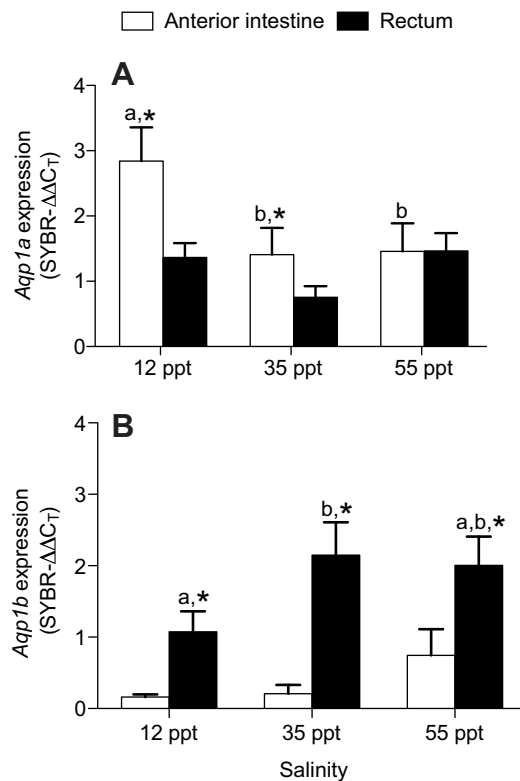 Anterior intestine Rectum
A
Aqp1a expression
(SYBR-ΔΔCT)
4
3
2
1
0
a,*
b,*
b
12 ppt 35 ppt 55 ppt
B
Aqp1b expression
(SYBR-ΔΔCT)
4
3
2
1
0
a,*
b,*
a,b,*
12 ppt 35 ppt 55 ppt
Salinity